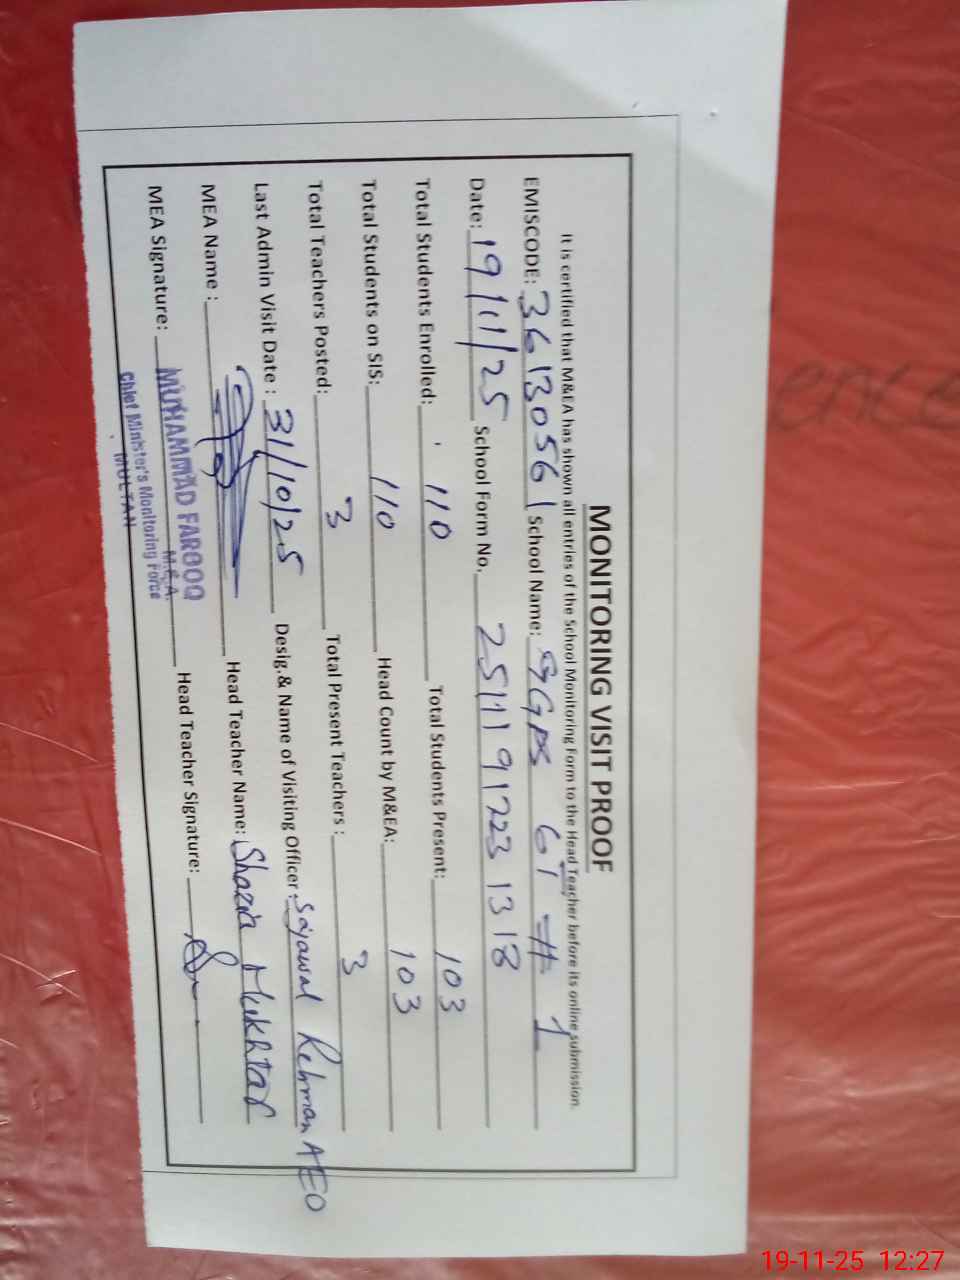 MONITORING VISIT PROOF
It is certified that M&EA has shown all entries of the School Monitoring Form to the Head Teacher before its online submission.
EMISCODE: 36130561 School Name: GGPS 6T # 1
Date: 19/11/25 School Form No. 251119122313 18
Total Students Enrolled: 110 Total Students Present: 103
Total Students on SIS: 110 Head Count by M&EA: 103
Total Teachers Posted: 3 Total Present Teachers : 3
Last Admin Visit Date : 31/10/25 Desig.& Name of Visiting Officer : Sajawal Rehman AEO
MEA Name : Head Teacher Name: Shazia Mukhtar
MEA Signature: Head Teacher Signature:
MUHAMMAD FAROOQ
M.E.A.
Chief Minister's Monitoring Force
MULTAN
ence
19-11-25 12:27